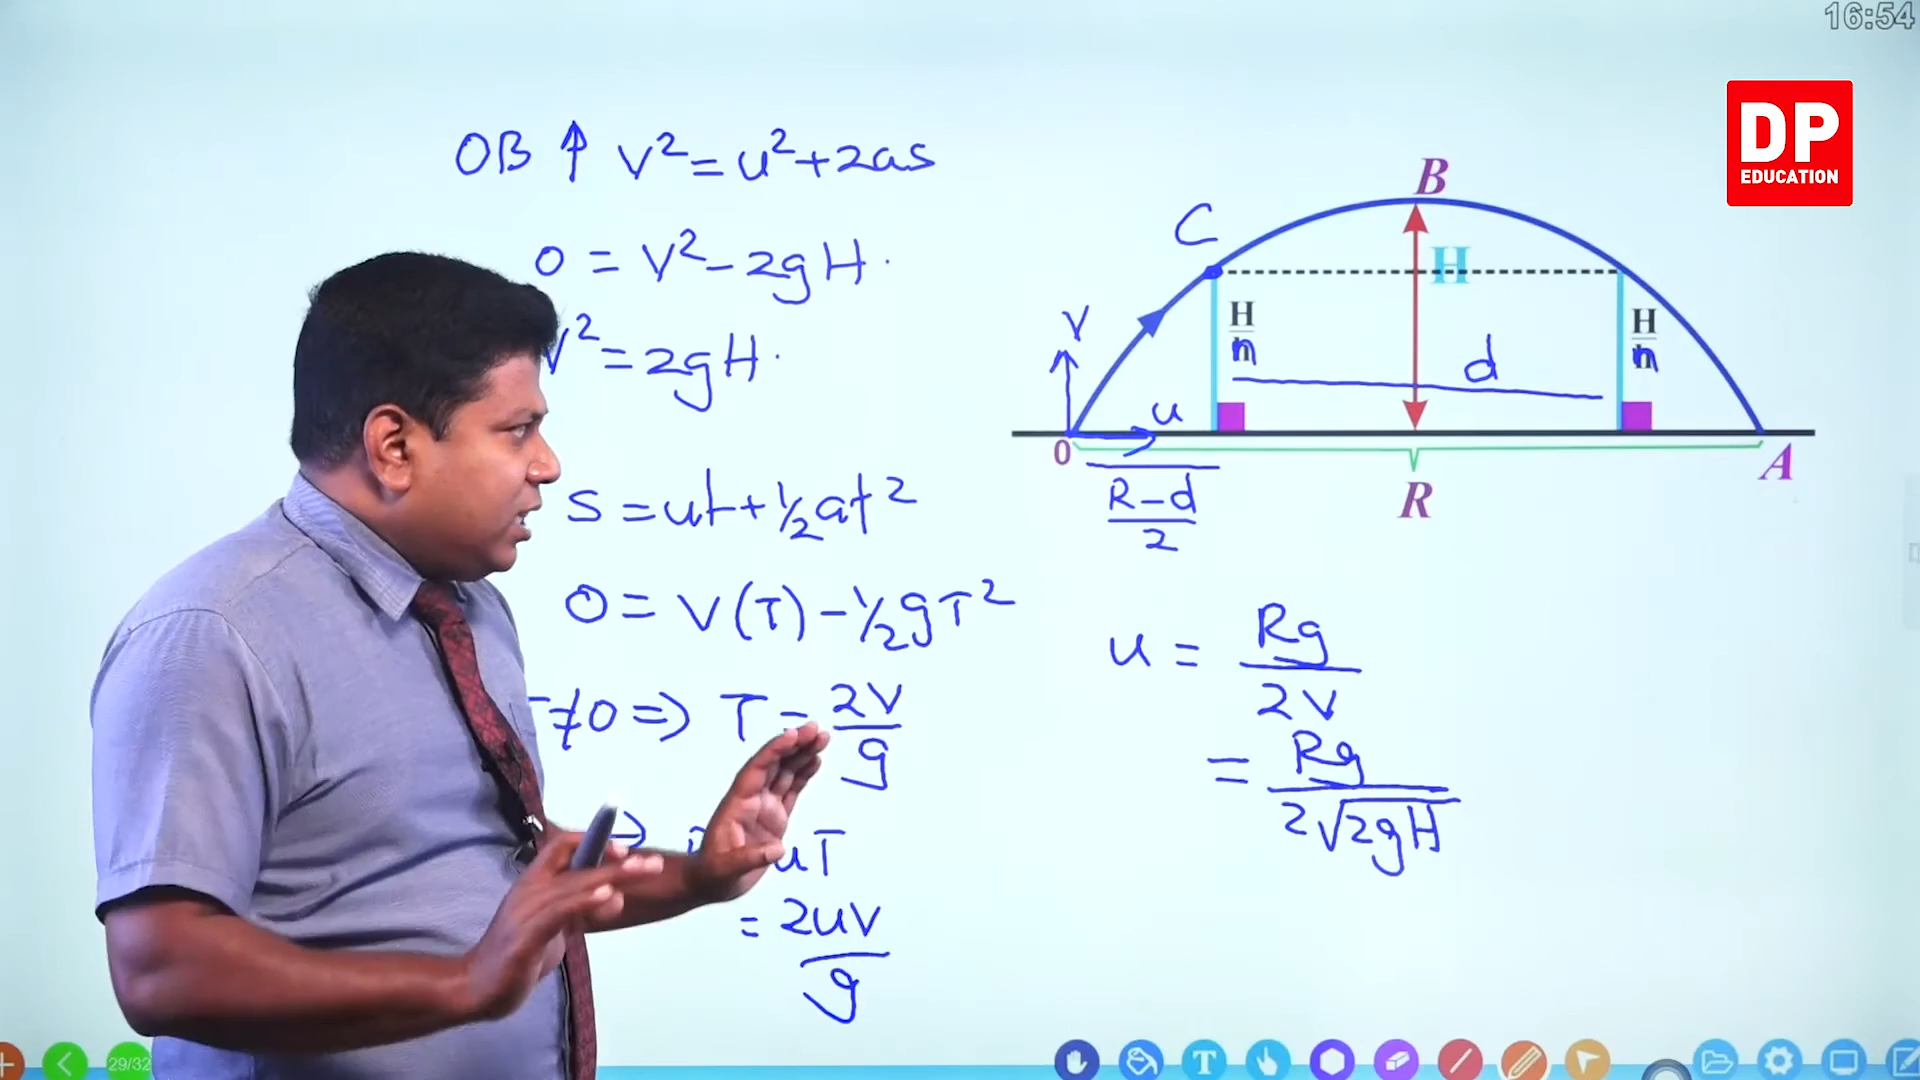 16:54
DP
EDUCATION
OB ↑ V² = u² + 2as
0 = V² - 2gH.
V² = 2gH.
S = ut + ½at²
0 = V(T) - ½gT²
≠0 ⇒ T = 2V/g
⇒ uT
= 2uV/g
B
C
H
H/n
H/n
d
V
u
0
A
R
R-d/2
u = Rg/2V
= Rg/2√2gH
29/32
T